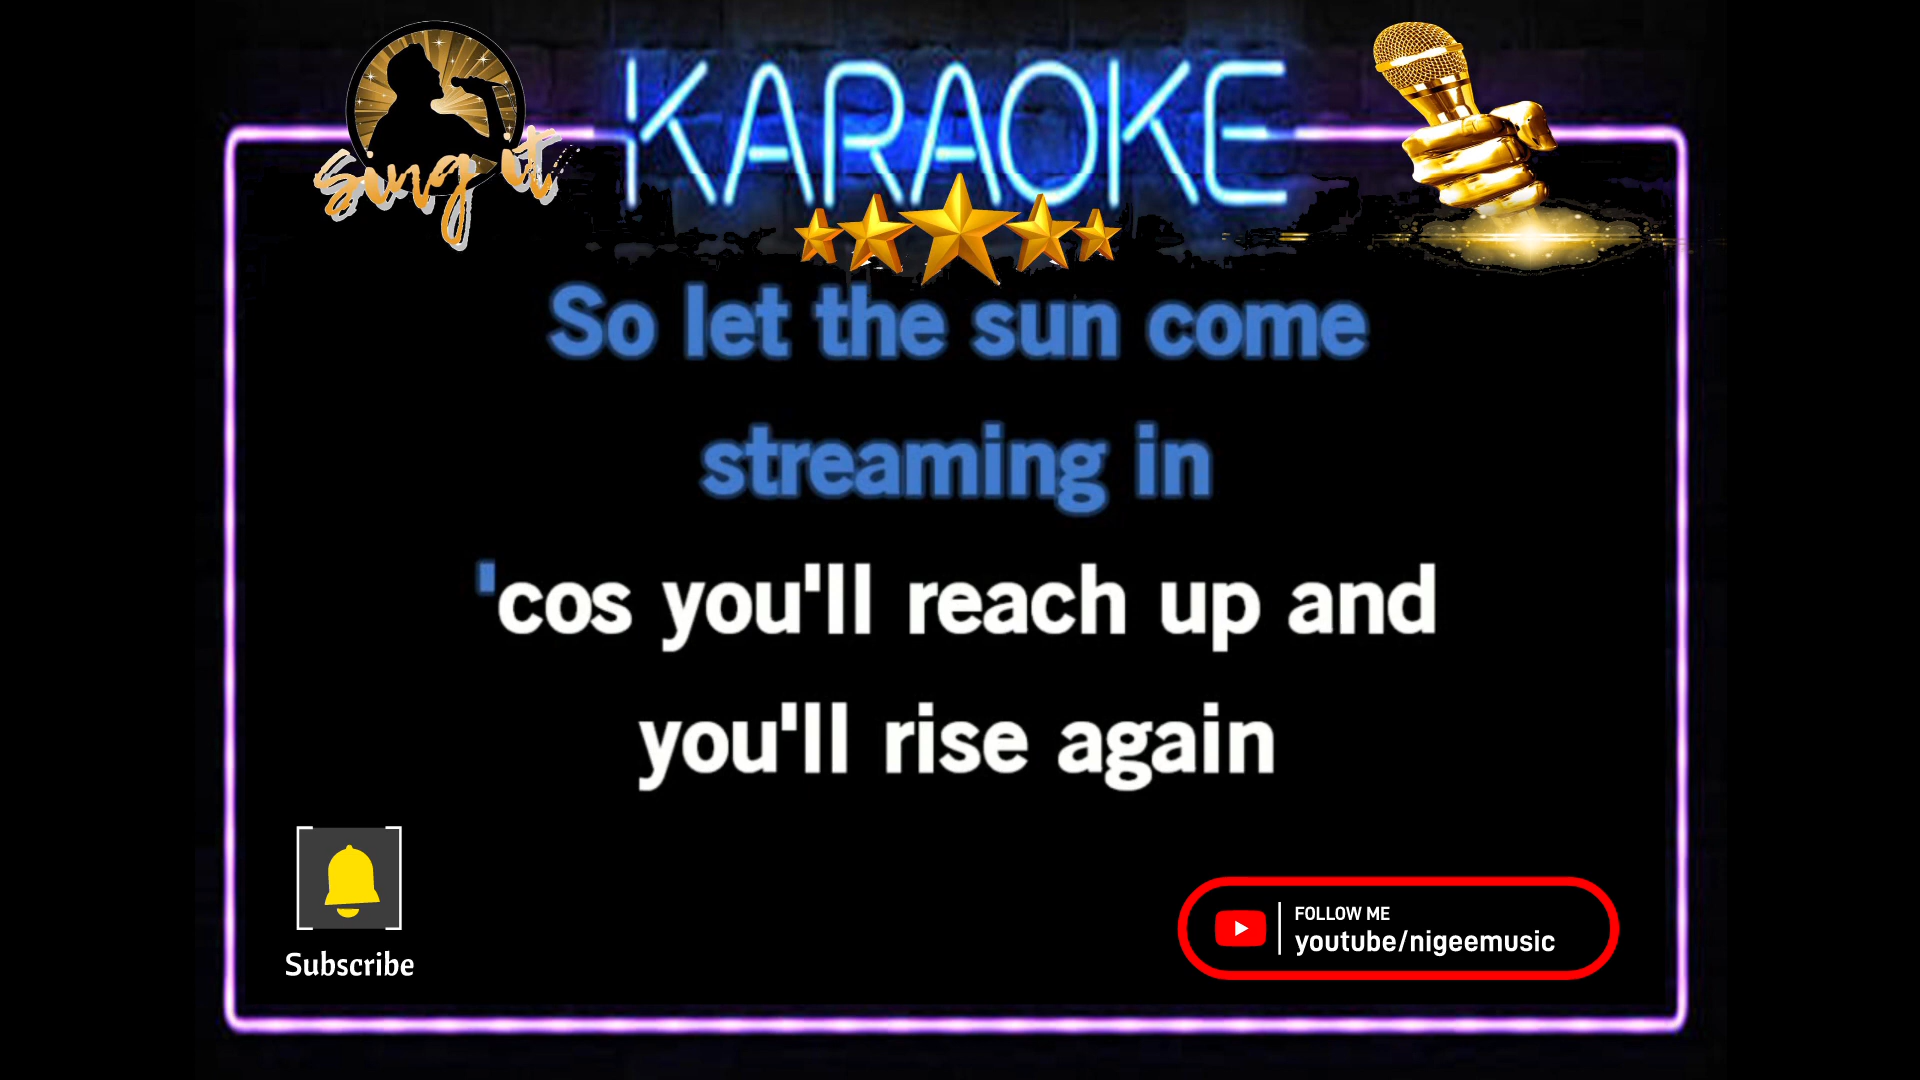 sing it
KARAOKE
So let the sun come
streaming in
'cos you'll reach up and
you'll rise again
Subscribe
FOLLOW ME
youtube/nigeemusic